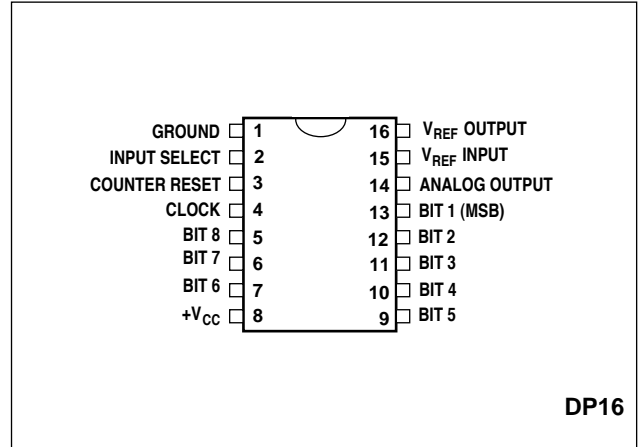 GROUND 1 16 VREF OUTPUT
INPUT SELECT 2 15 VREF INPUT
COUNTER RESET 3 14 ANALOG OUTPUT
CLOCK 4 13 BIT 1 (MSB)
BIT 8 5 12 BIT 2
BIT 7 6 11 BIT 3
BIT 6 7 10 BIT 4
+VCC 8 9 BIT 5
DP16